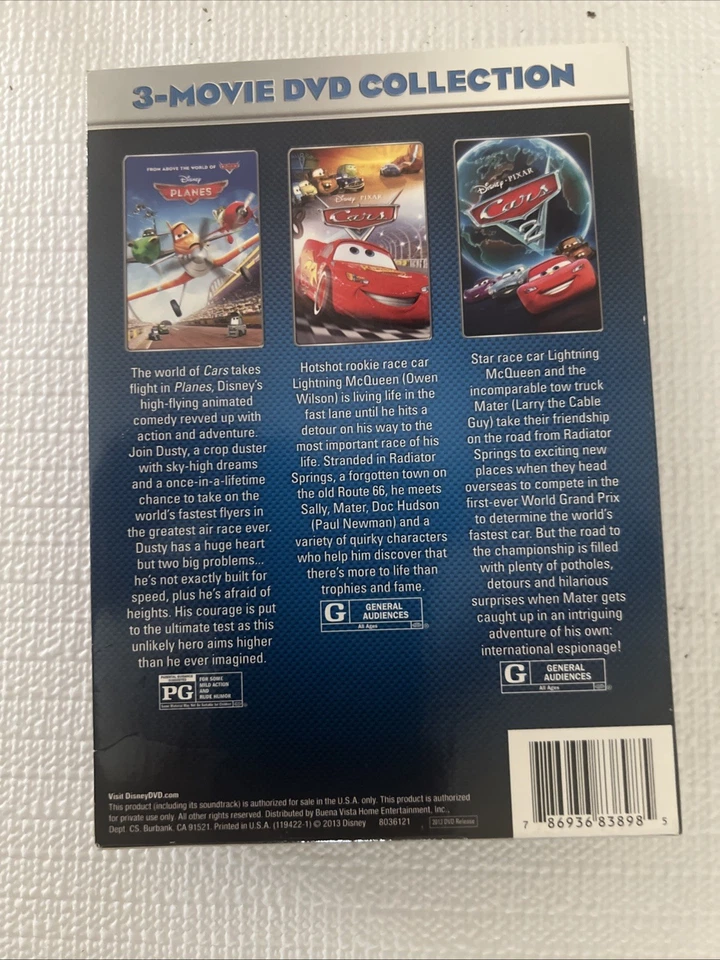 3-MOVIE DVD COLLECTION
FROM ABOVE THE WORLD OF Cars
Disney
PLANES
Disney · PIXAR
Cars
Disney · PIXAR
Cars
2
The world of Cars takes
flight in Planes, Disney's
high-flying animated
comedy revved up with
action and adventure.
Join Dusty, a crop duster
with sky-high dreams
and a once-in-a-lifetime
chance to take on the
world's fastest flyers in
the greatest air race ever.
Dusty has a huge heart
but two big problems...
he's not exactly built for
speed, plus he's afraid of
heights. His courage is put
to the ultimate test as this
unlikely hero aims higher
than he ever imagined.
PARENTAL GUIDANCE SUGGESTED
PG
FOR SOME
MILD ACTION
AND
RUDE HUMOR
Some Material May Not Be Suitable for Children
Hotshot rookie race car
Lightning McQueen (Owen
Wilson) is living life in the
fast lane until he hits a
detour on his way to the
most important race of his
life. Stranded in Radiator
Springs, a forgotten town on
the old Route 66, he meets
Sally, Mater, Doc Hudson
(Paul Newman) and a
variety of quirky characters
who help him discover that
there's more to life than
trophies and fame.
G
GENERAL
AUDIENCES
All Ages
Star race car Lightning
McQueen and the
incomparable tow truck
Mater (Larry the Cable
Guy) take their friendship
on the road from Radiator
Springs to exciting new
places when they head
overseas to compete in the
first-ever World Grand Prix
to determine the world's
fastest car. But the road to
the championship is filled
with plenty of potholes,
detours and hilarious
surprises when Mater gets
caught up in an intriguing
adventure of his own:
international espionage!
G
GENERAL
AUDIENCES
All Ages
Visit DisneyDVD.com
This product (including its soundtrack) is authorized for sale in the U.S.A. only. This product is authorized
for private use only. All other rights reserved. Distributed by Buena Vista Home Entertainment, Inc.,
Dept. CS, Burbank, CA 91521. Printed in U.S.A. (119422-1) © 2013 Disney 8036121 2013 DVD Release
7 86936 83898 5